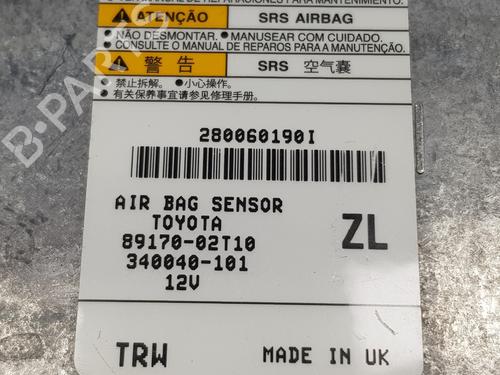 ATENÇÃO SRS AIRBAG
•NÃO DESMONTAR. •MANUSEAR COM CUIDADO.
•CONSULTE O MANUAL DE REPAROS PARA A MANUTENÇÃO.
警告 SRS 空气囊
•禁止拆解。 •小心操作。
•有关保养事宜请参见修理手册。
280060190I
AIR BAG SENSOR
TOYOTA
89170-02T10
340040-101
12V
ZL
TRW MADE IN UK
B-PARTS